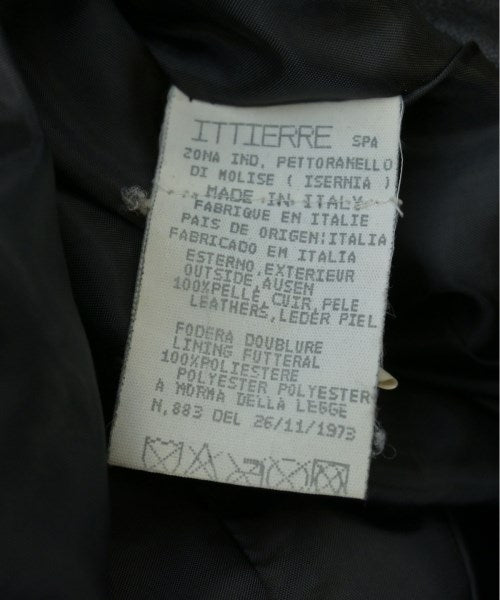 ITTIERRE SPA
ZONA IND. PETTORANELLO
DI MOLISE ( ISERNIA )
MADE IN ITALY
FABRIQUE EN ITALIE
PAIS DE ORIGEN:ITALIA
FABRICADO EM ITALIA
ESTERNO,EXTERIEUR
OUTSIDE,AUSEN
100%PELLE,CUIR,PELE
LEATHERS,LEDER PIEL
FODERA DOUBLURE
LINING FUTTERAL
100%POLIESTERE
POLYESTER POLYESTER
A NORMA DELLA LEGGE
N.883 DEL 26/11/1973